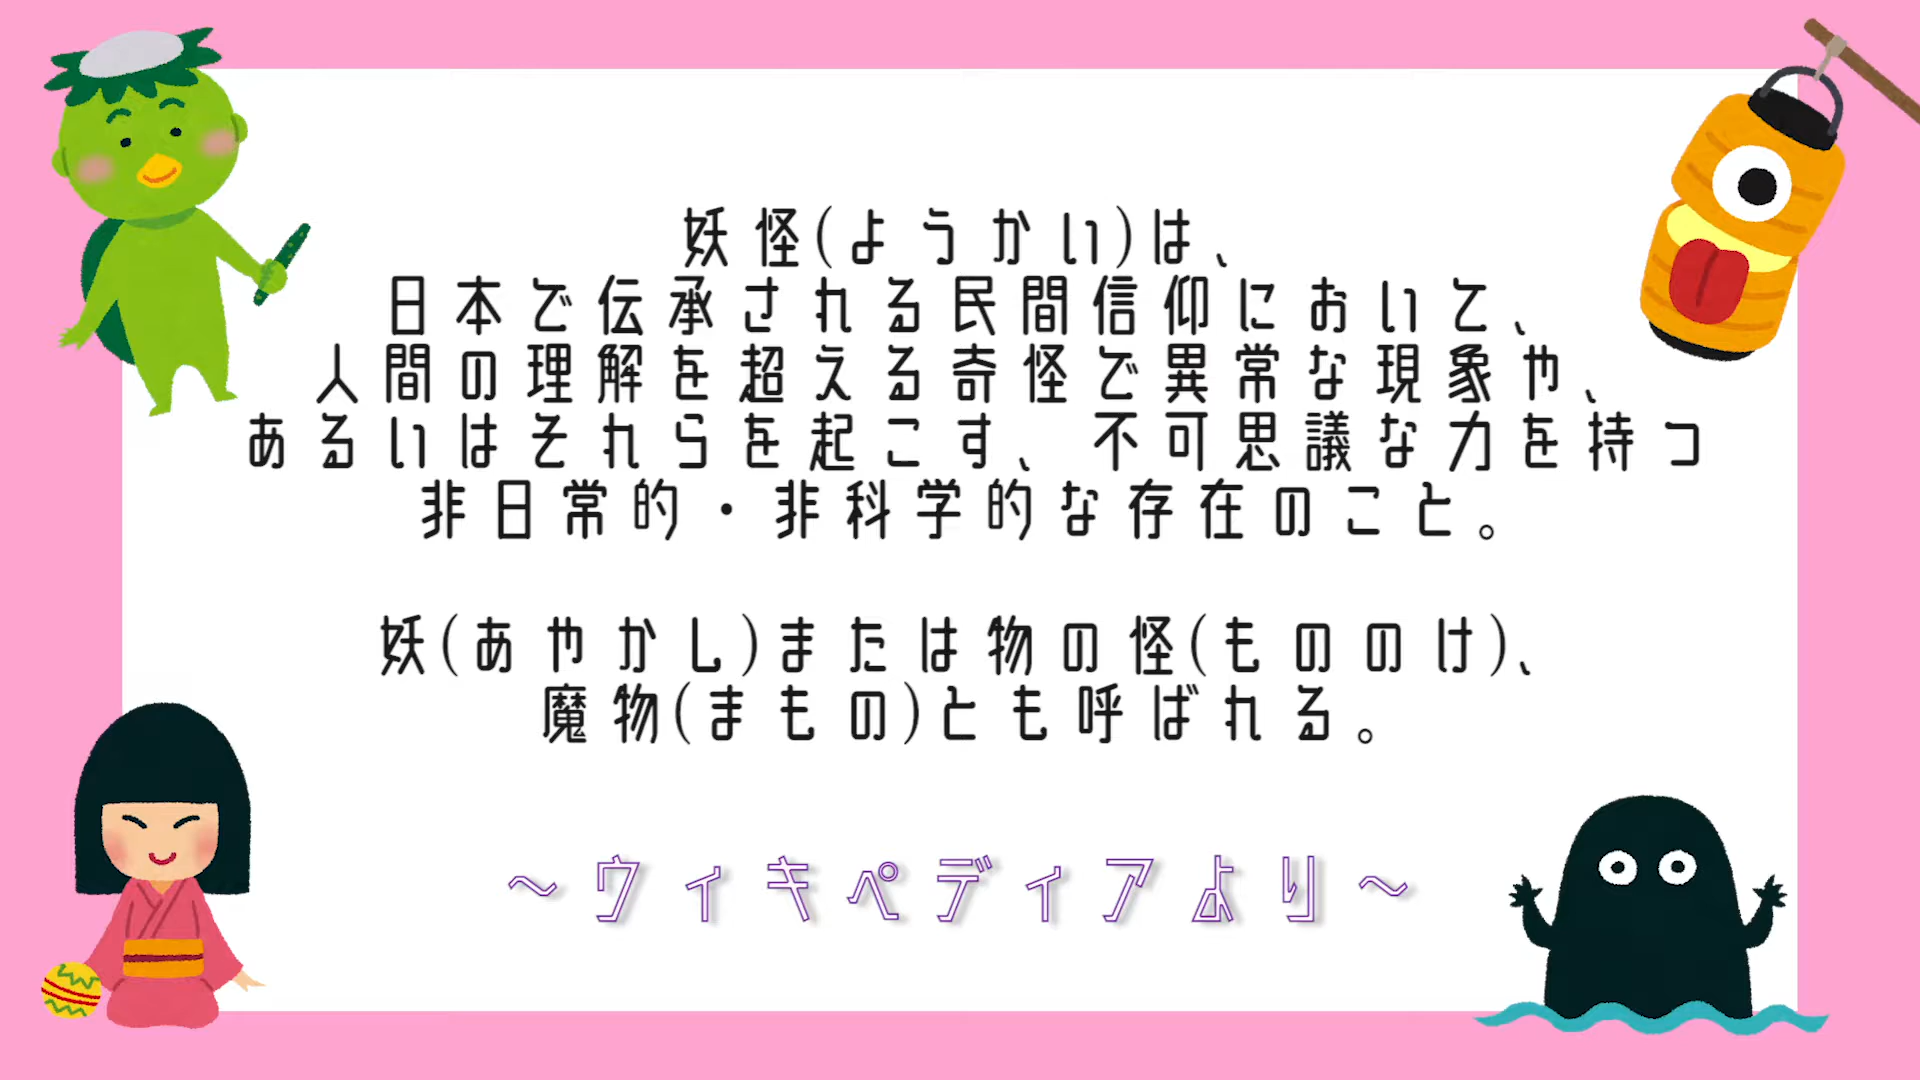 妖怪(ようかい)は、
日本で伝承される民間信仰において、
人間の理解を超える奇怪で異常な現象や、
あるいはそれらを起こす、不可思議な力を持つ
非日常的・非科学的な存在のこと。
妖(あやかし)または物の怪(もののけ)、
魔物(まもの)とも呼ばれる。
～ウィキペディアより～